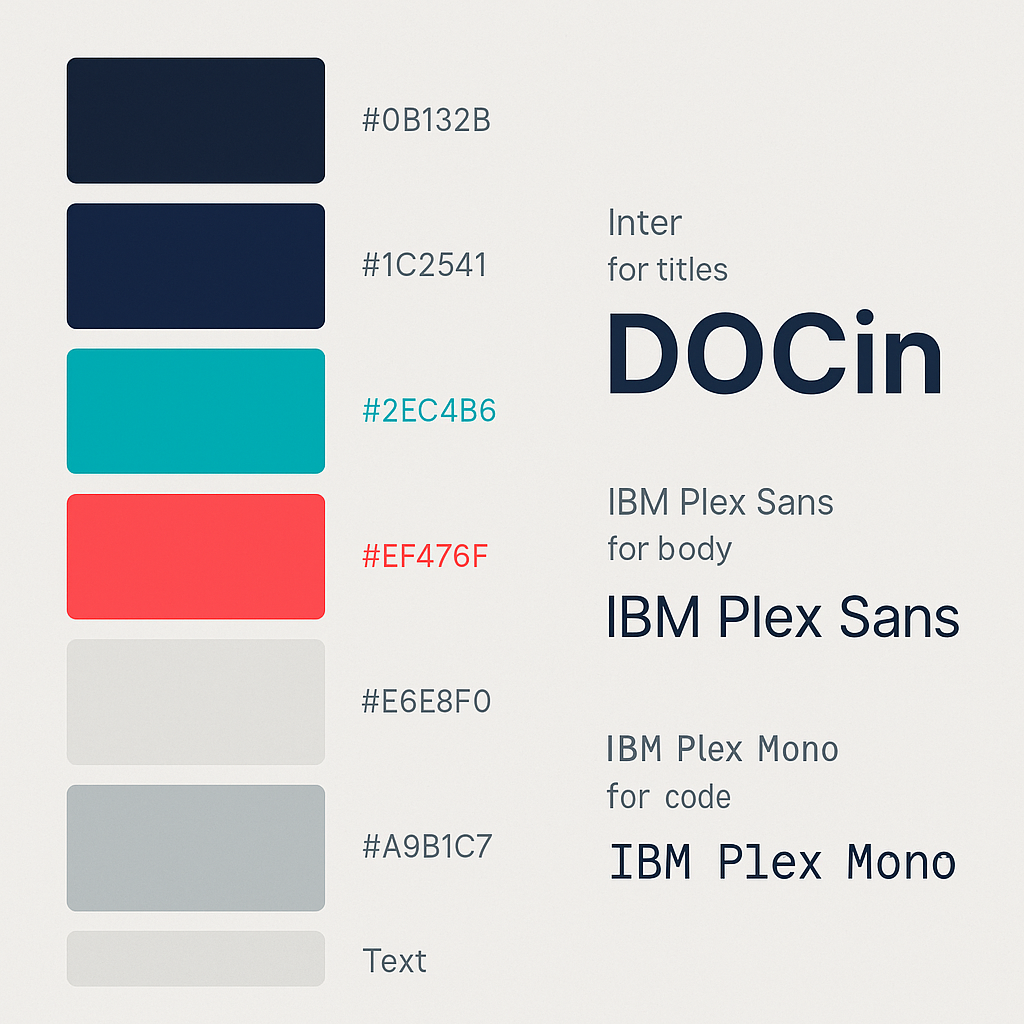 #0B132B
#1C2541
#2EC4B6
#EF476F
#E6E8F0
#A9B1C7
Text
Inter
for titles
DOCin
IBM Plex Sans
for body
IBM Plex Sans
IBM Plex Mono
for code
IBM Plex Mono